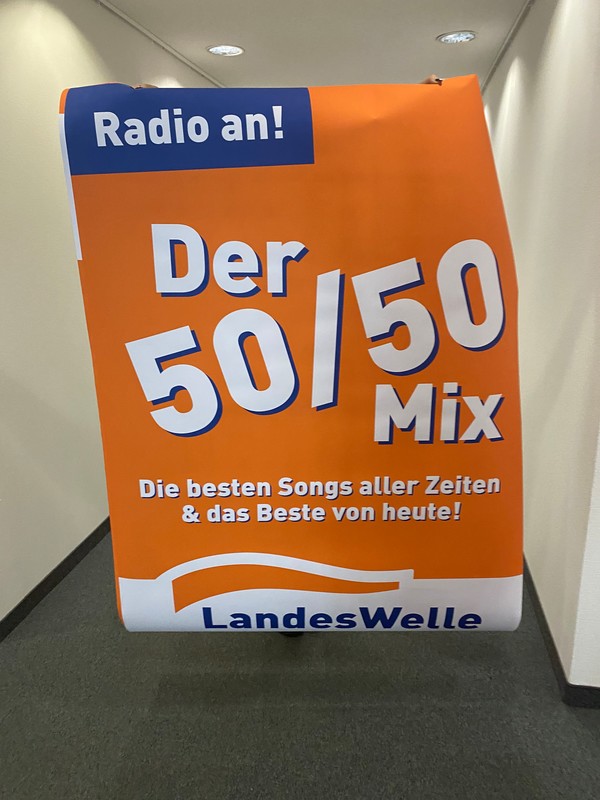 Radio an!
Der
50/50
Mix
Die besten Songs aller Zeiten
& das Beste von heute!
LandesWelle